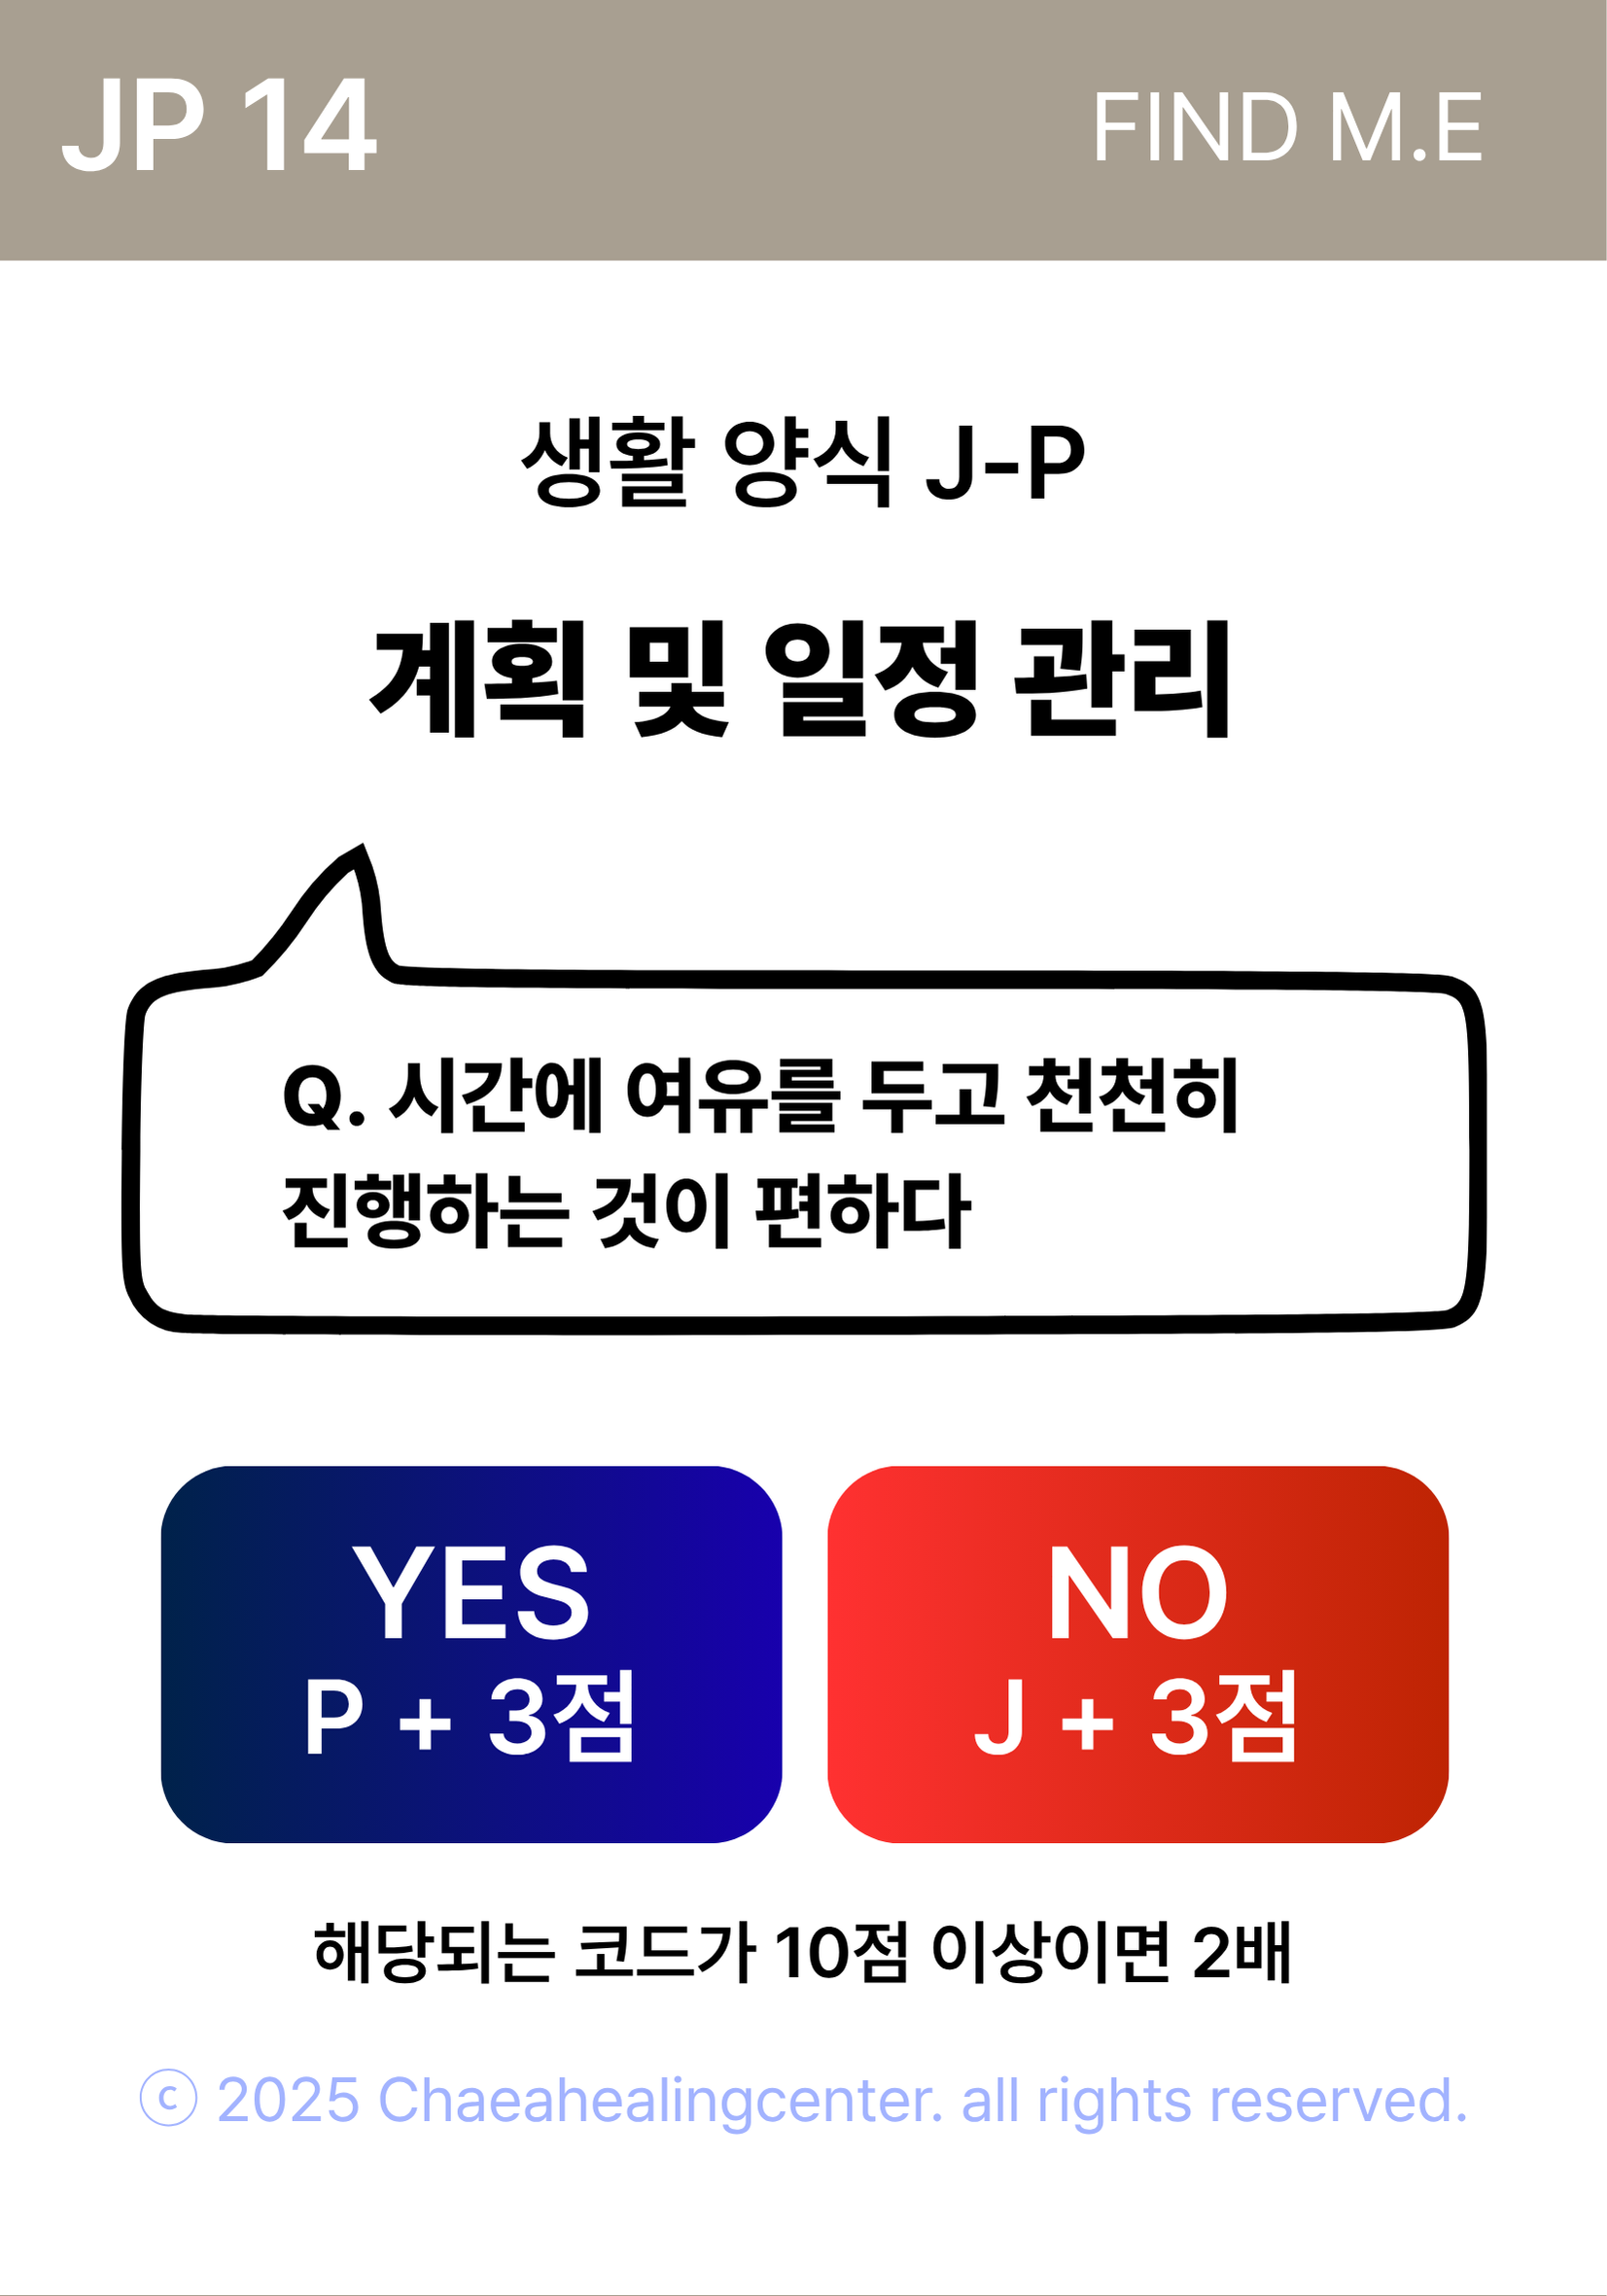 JP 14
FIND M.E
생활 양식 J-P
계획 및 일정 관리
Q. 시간에 여유를 두고 천천히
진행하는 것이 편하다
YES
P + 3점
NO
J + 3점
해당되는 코드가 10점 이상이면 2배
© 2025 Chaeahealingcenter. all rights reserved.